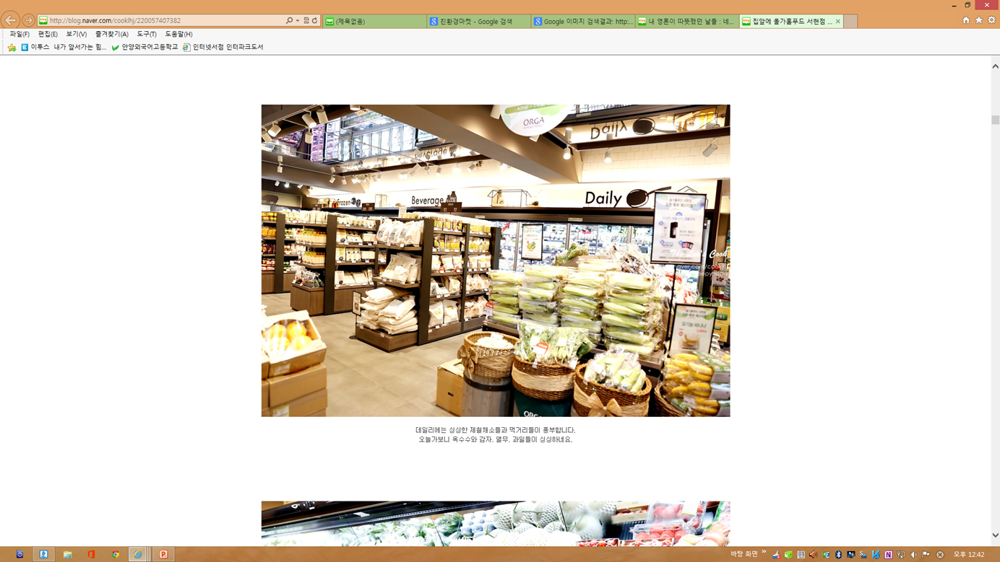 http://blog.naver.com/cooklhj/220057407382
(제목없음)
친환경마켓 - Google 검색
Google 이미지 검색결과: http:...
내 영혼이 따뜻했던 날들 : 네...
집앞에 올가홀푸드 서현점 ...
파일(F) 편집(E) 보기(V) 즐겨찾기(A) 도구(T) 도움말(H)
이투스 내가 앞서가는 힘... 안양외국어고등학교 인터넷서점 인터파크도서
ORGA
Daily
Frozen
Beverage
Daily
Cook
유기농 바나나
ORGA
데일리에는 싱싱한 제철채소들과 먹거리들이 풍부합니다.
오늘가보니 옥수수와 감자, 열무, 과일들이 싱싱하네요.
바탕 화면
오후 12:42